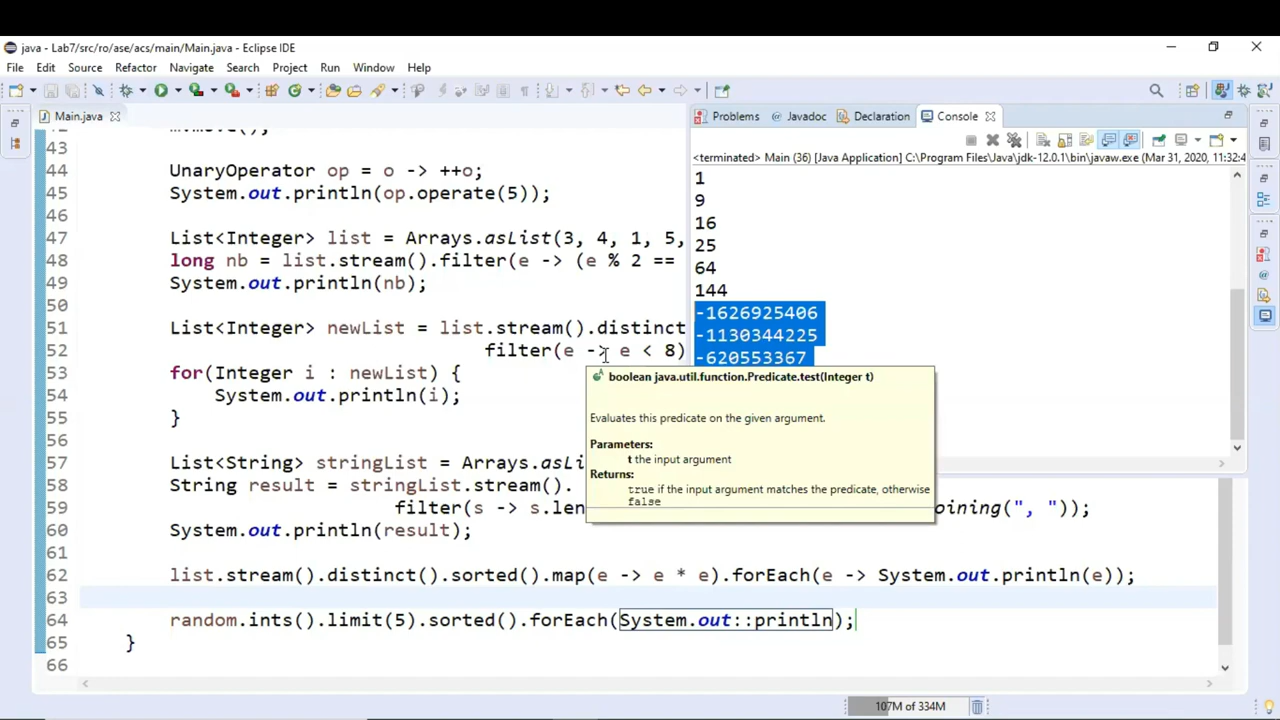 java - Lab7/src/ro/ase/acs/main/Main.java - Eclipse IDE
File Edit Source Refactor Navigate Search Project Run Window Help
Main.java
Problems Javadoc Declaration Console
<terminated> Main (36) [Java Application] C:\Program Files\Java\jdk-12.0.1\bin\javaw.exe (Mar 31, 2020, 11:32:4
43
44 UnaryOperator op = o -> ++o;
45 System.out.println(op.operate(5));
46
47 List<Integer> list = Arrays.asList(3, 4, 1, 5,
48 long nb = list.stream().filter(e -> (e % 2 ==
49 System.out.println(nb);
50
51 List<Integer> newList = list.stream().distinct
52 filter(e -> e < 8)
53 for(Integer i : newList) {
54 System.out.println(i);
55 }
56
57 List<String> stringList = Arrays.asLi
58 String result = stringList.stream().
59 filter(s -> s.len oining(", "));
60 System.out.println(result);
61
62 list.stream().distinct().sorted().map(e -> e * e).forEach(e -> System.out.println(e));
63
64 random.ints().limit(5).sorted().forEach(System.out::println);
65 }
66
1
9
16
25
64
144
-1626925406
-1130344225
-620553367
boolean java.util.function.Predicate.test(Integer t)
Evaluates this predicate on the given argument.
Parameters:
t the input argument
Returns:
true if the input argument matches the predicate, otherwise
false
107M of 334M